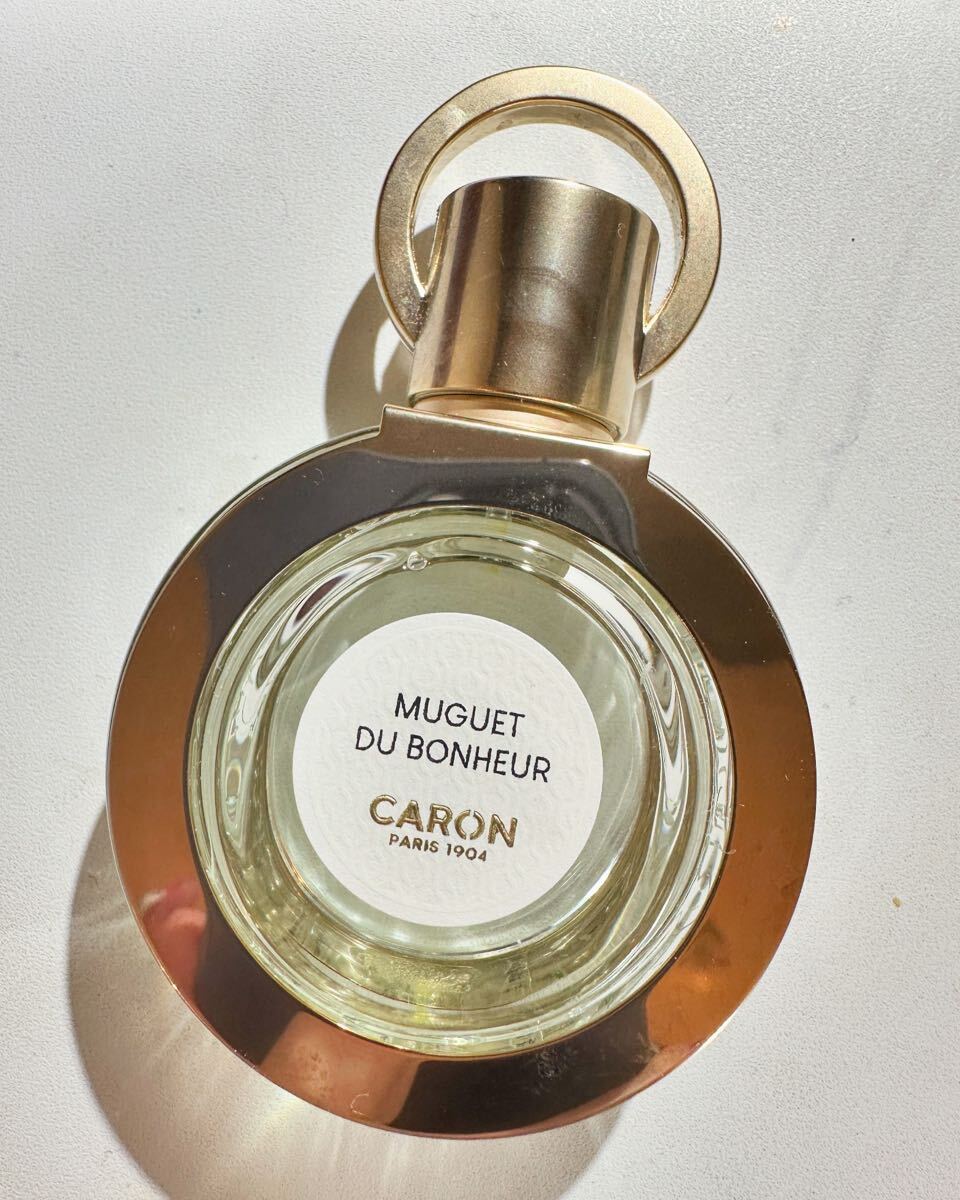 MUGUET
DU BONHEUR
CARON
PARIS 1904